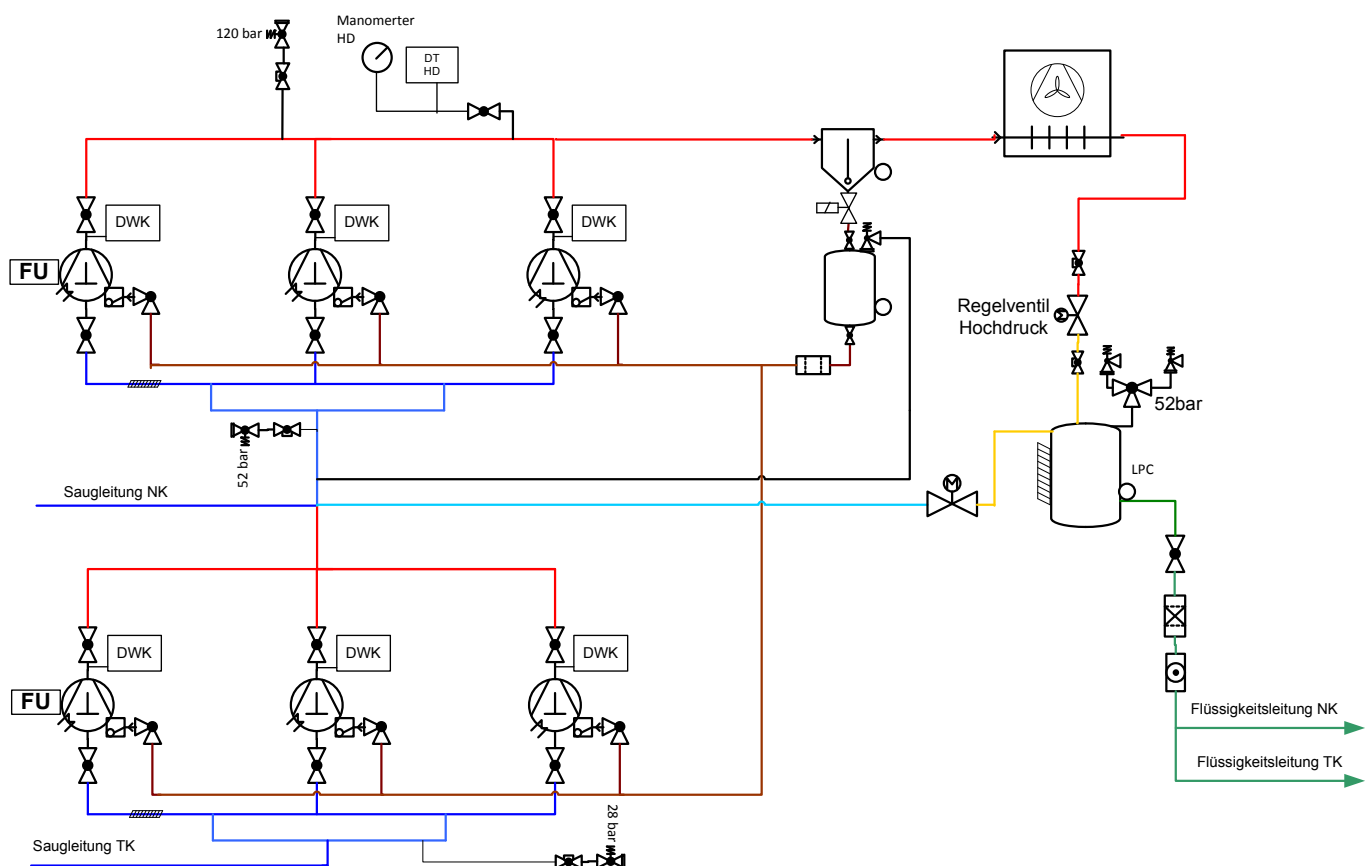 Manomerter
HD
120 bar
DT
HD
DWK
DWK
DWK
FU
Regelventil
Hochdruck
M
52bar
52 bar
LPC
Saugleitung NK
M
DWK
DWK
DWK
FU
Flüssigkeitsleitung NK
Flüssigkeitsleitung TK
28 bar
Saugleitung TK